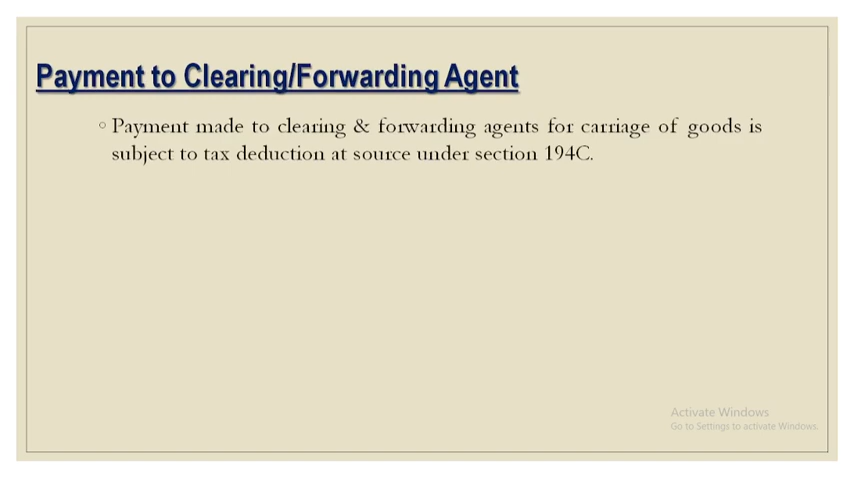 Payment to Clearing/Forwarding Agent
◦ Payment made to clearing & forwarding agents for carriage of goods is
subject to tax deduction at source under section 194C.
Activate Windows
Go to Settings to activate Windows.